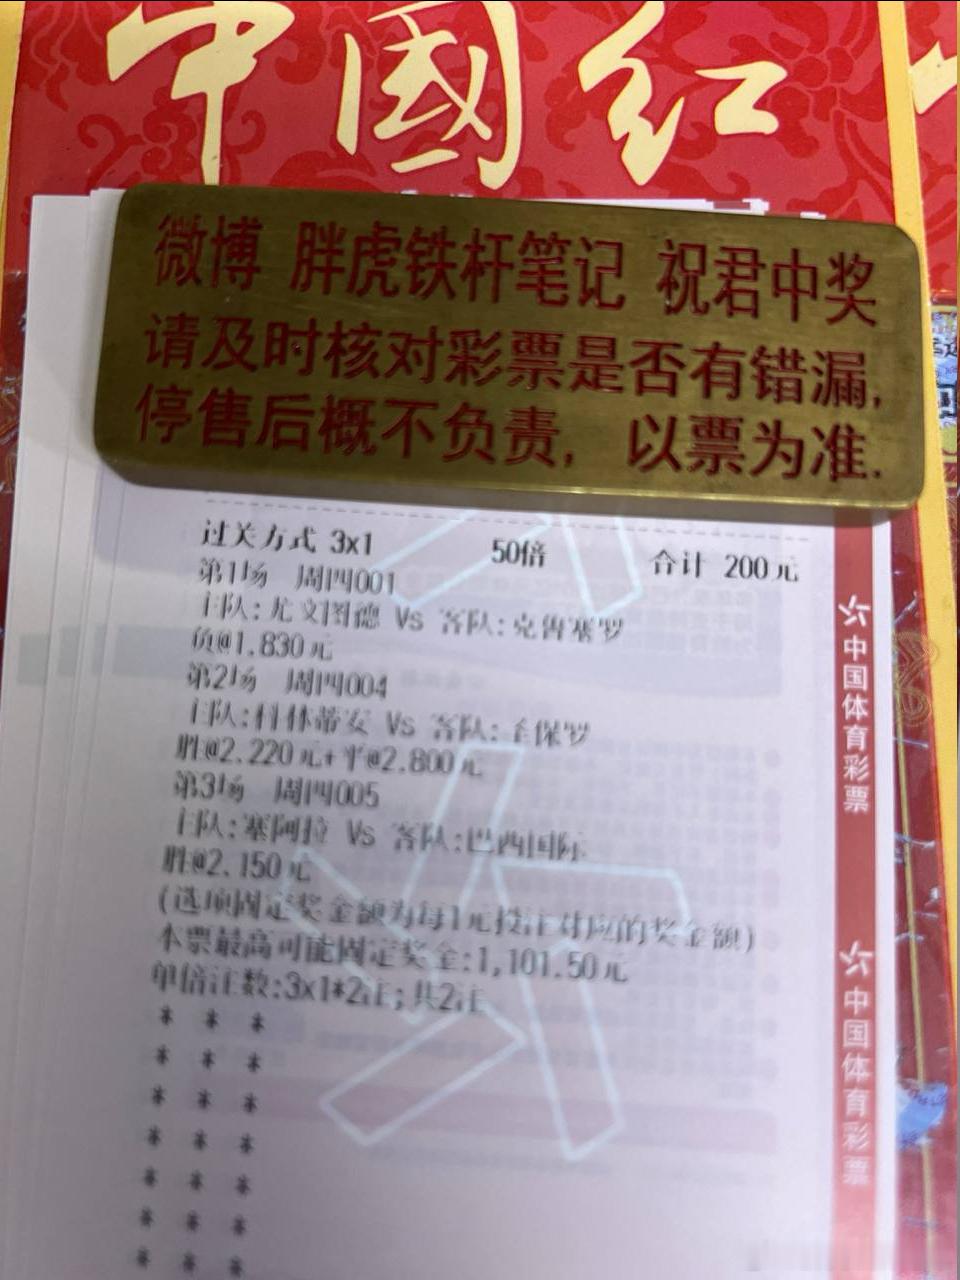 中國红
微博 胖虎铁杆笔记 祝君中奖
请及时核对彩票是否有错漏,
停售后概不负责, 以票为准.
过关方式 3x1 50倍 合计 200元
第1场 周四001
主队:尤文图德 Vs 客队:克鲁塞罗
负@1.830元
第2场 周四004
主队:科林蒂安 Vs 客队:圣保罗
胜@2.220元+平@2.800元
第3场 周四005
主队:塞阿拉 Vs 客队:巴西国际
胜@2.150元
(选项固定奖金额为每1元投注对应的奖金额)
本票最高可能固定奖金:1,101.50元
单倍注数:3x1*2注;共2注
* * *
* * *
* * *
* * *
* * *
* * *
* * *
中国体育彩票
中国体育彩票